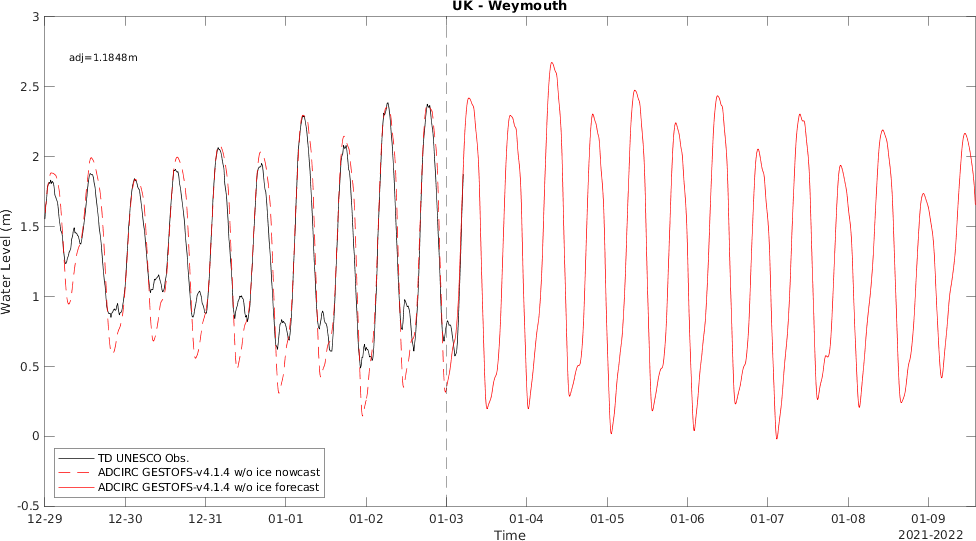 UK - Weymouth
adj=1.1848m
Water Level (m)
3
2.5
2
1.5
1
0.5
0
-0.5
TD UNESCO Obs.
ADCIRC GESTOFS-v4.1.4 w/o ice nowcast
ADCIRC GESTOFS-v4.1.4 w/o ice forecast
12-29 12-30 12-31 01-01 01-02 01-03 01-04 01-05 01-06 01-07 01-08 01-09
Time
2021-2022